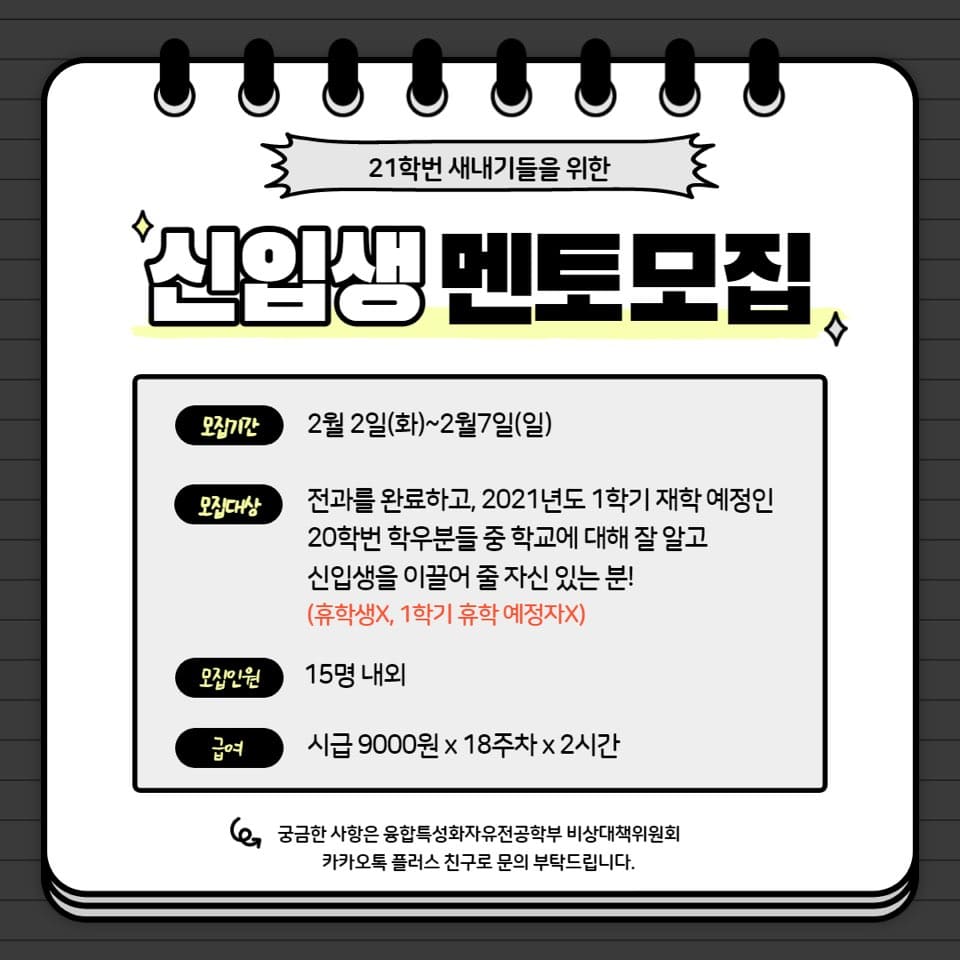 21학번 새내기들을 위한
신입생 멘토모집
모집기간 2월 2일(화)~2월7일(일)
모집대상 전과를 완료하고, 2021년도 1학기 재학 예정인
20학번 학우분들 중 학교에 대해 잘 알고
신입생을 이끌어 줄 자신 있는 분!
(휴학생X, 1학기 휴학 예정자X)
모집인원 15명 내외
급여 시급 9000원 x 18주차 x 2시간
궁금한 사항은 융합특성화자유전공학부 비상대책위원회
카카오톡 플러스 친구로 문의 부탁드립니다.